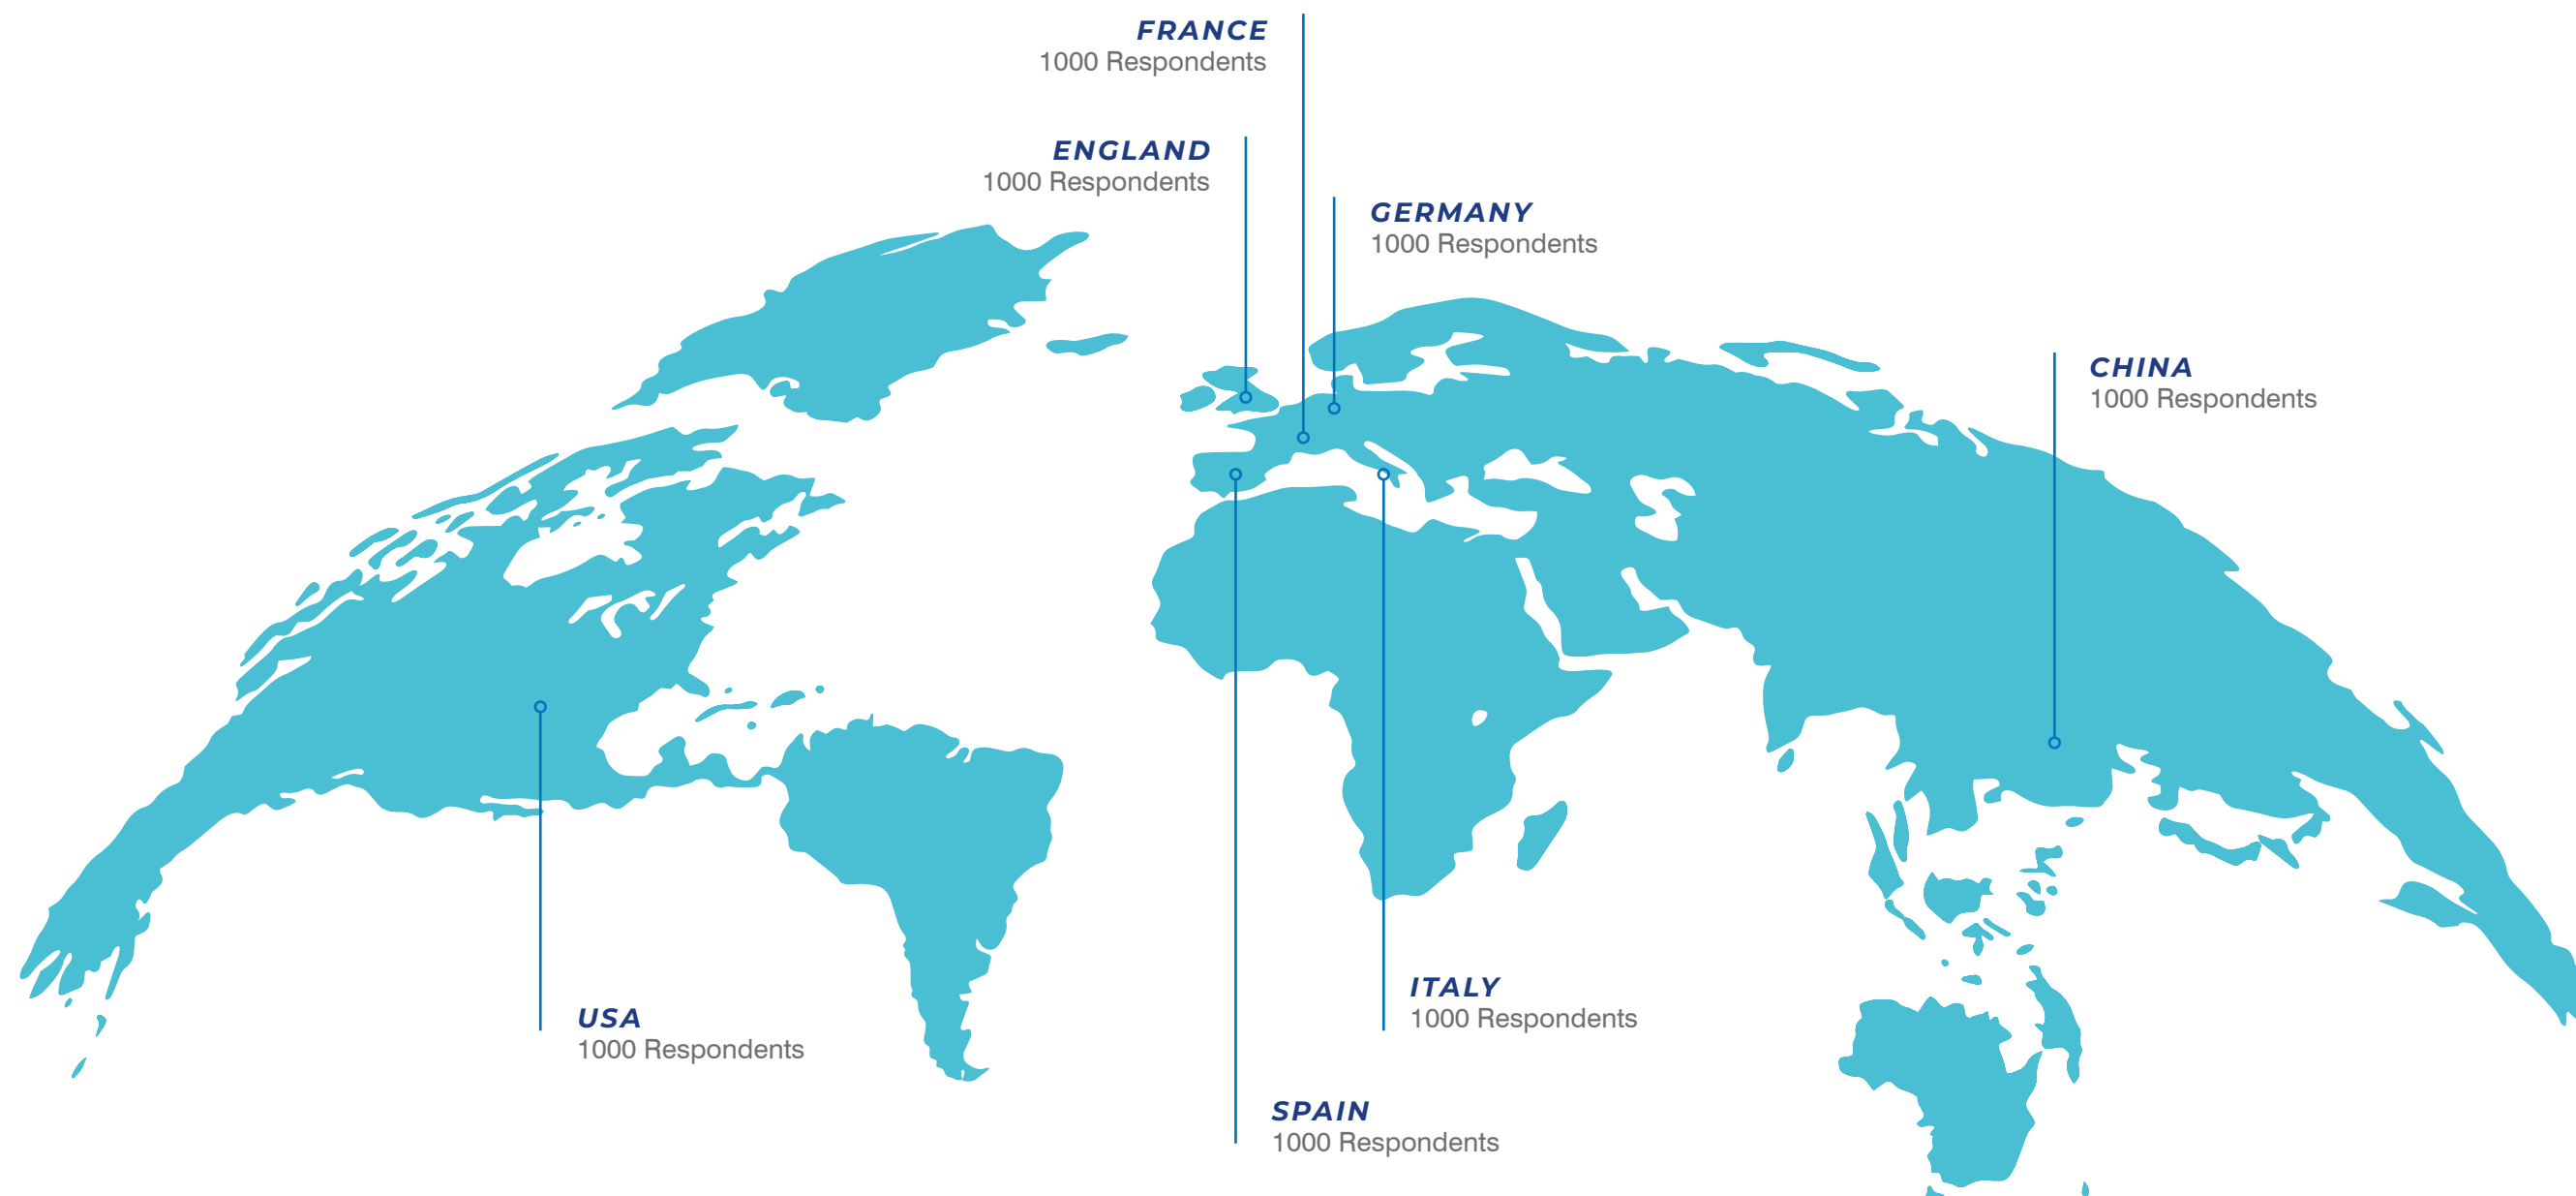 FRANCE
1000 Respondents
ENGLAND
1000 Respondents
GERMANY
1000 Respondents
CHINA
1000 Respondents
USA
1000 Respondents
ITALY
1000 Respondents
SPAIN
1000 Respondents